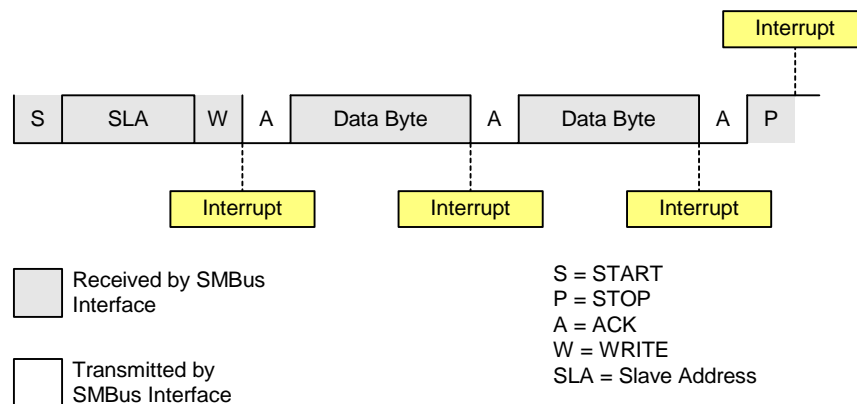 Interrupt
S SLA W A Data Byte A Data Byte A P
Interrupt Interrupt Interrupt
Received by SMBus
Interface
Transmitted by
SMBus Interface
S = START
P = STOP
A = ACK
W = WRITE
SLA = Slave Address